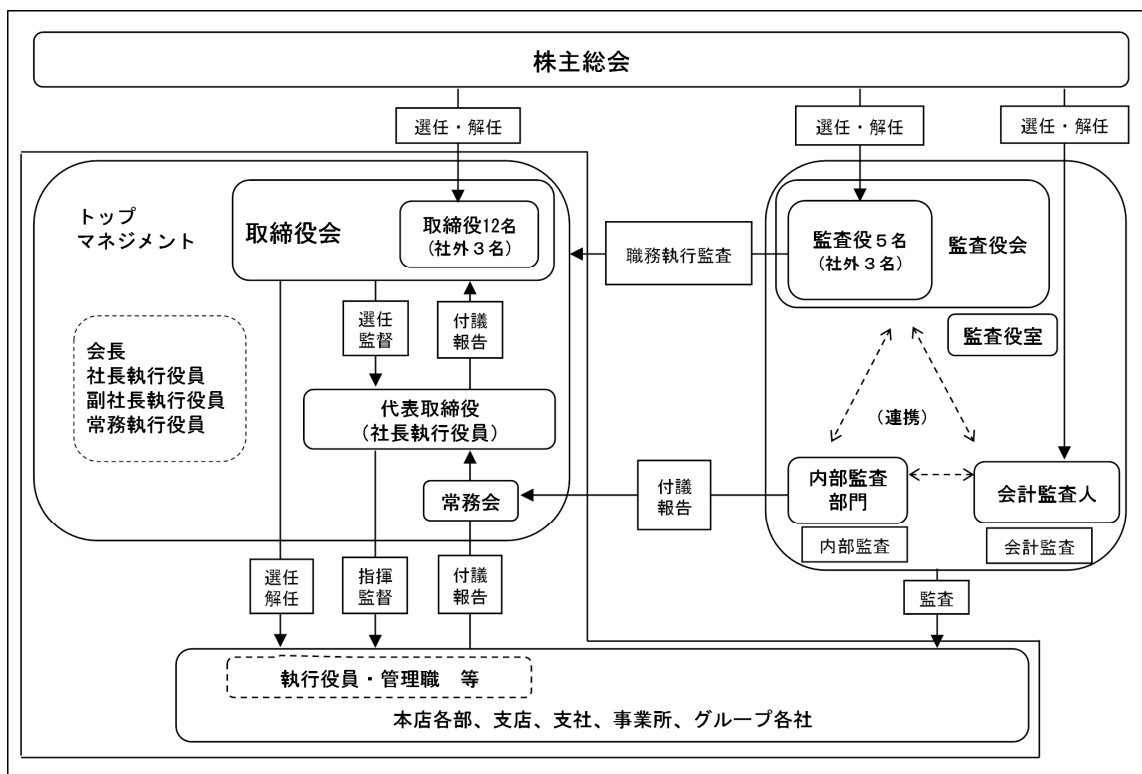 株主総会
選任・解任
選任・解任
選任・解任
トップ
マネジメント
取締役会
取締役12名
(社外3名)
職務執行監査
監査役5名
(社外3名)
監査役会
選任
監督
付議
報告
監査役室
会長
社長執行役員
副社長執行役員
常務執行役員
代表取締役
(社長執行役員)
(連携)
常務会
付議
報告
内部監査
部門
会計監査人
内部監査
会計監査
選任
解任
指揮
監督
付議
報告
監査
執行役員・管理職 等
本店各部、支店、支社、事業所、グループ各社